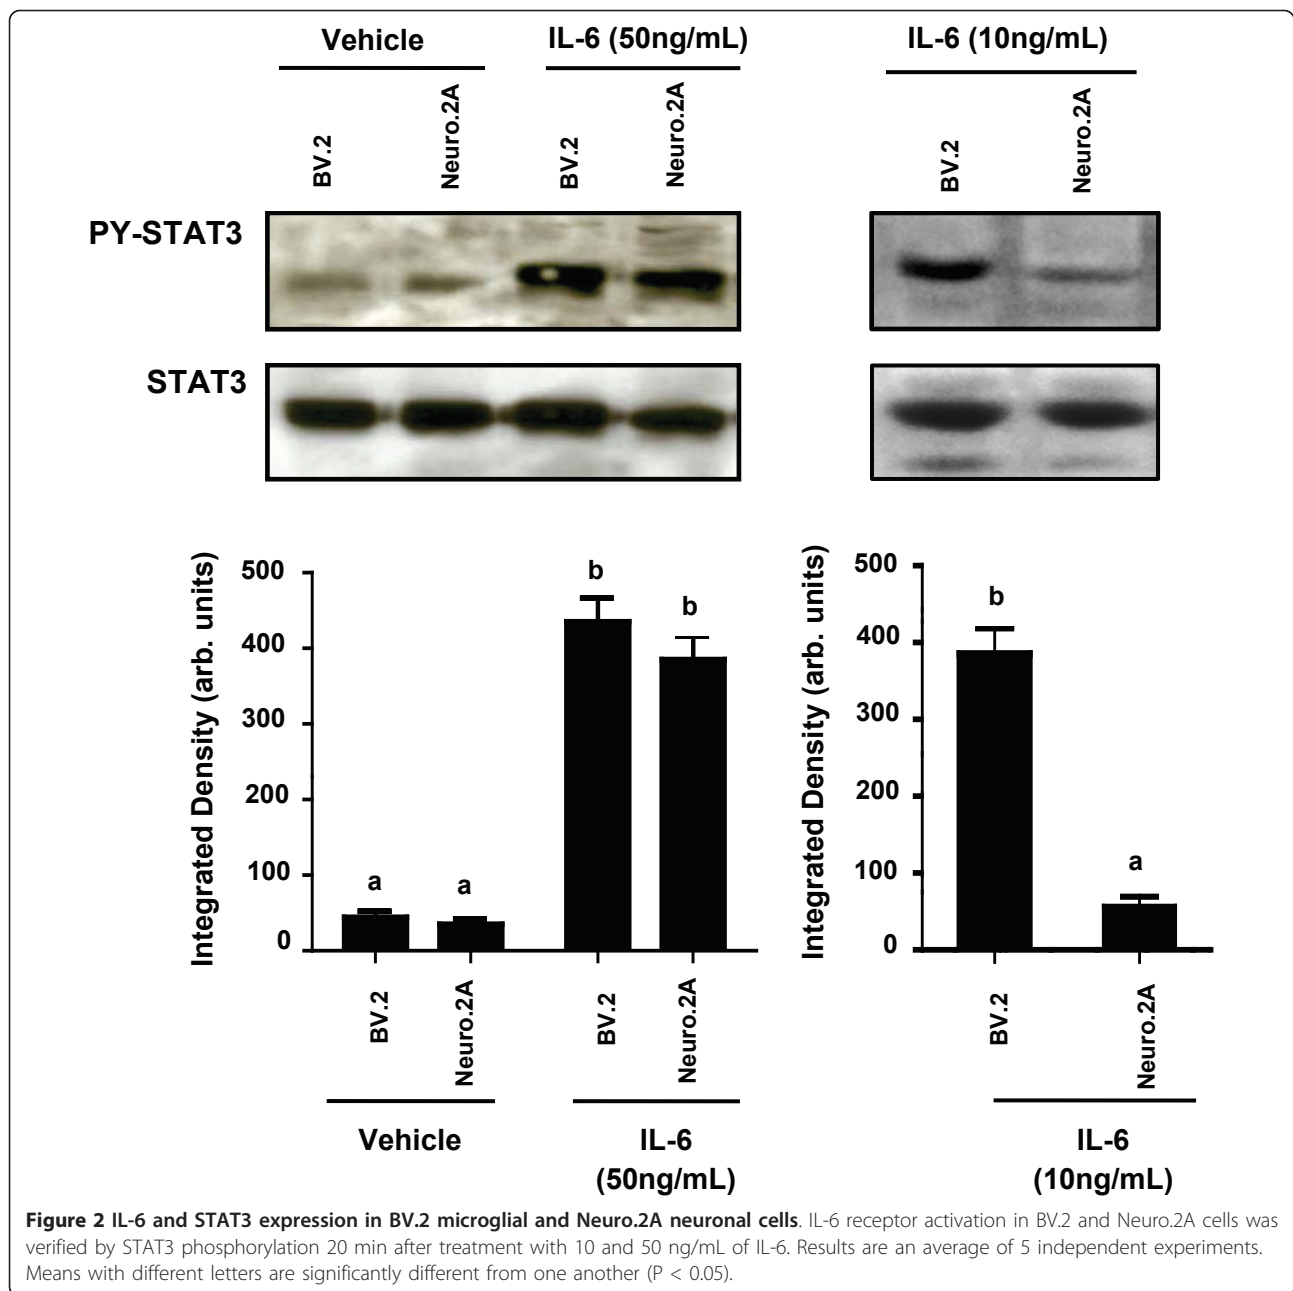 Vehicle
IL-6 (50ng/mL)
IL-6 (10ng/mL)
BV.2
Neuro.2A
BV.2
Neuro.2A
BV.2
Neuro.2A
PY-STAT3
STAT3
Integrated Density (arb. units)
500
400
300
200
100
0
a
a
b
b
BV.2
Neuro.2A
BV.2
Neuro.2A
Vehicle
IL-6
(50ng/mL)
Integrated Density (arb. units)
500
400
300
200
100
0
b
a
BV.2
Neuro.2A
IL-6
(10ng/mL)
Figure 2 IL-6 and STAT3 expression in BV.2 microglial and Neuro.2A neuronal cells. IL-6 receptor activation in BV.2 and Neuro.2A cells was
verified by STAT3 phosphorylation 20 min after treatment with 10 and 50 ng/mL of IL-6. Results are an average of 5 independent experiments.
Means with different letters are significantly different from one another (P < 0.05).